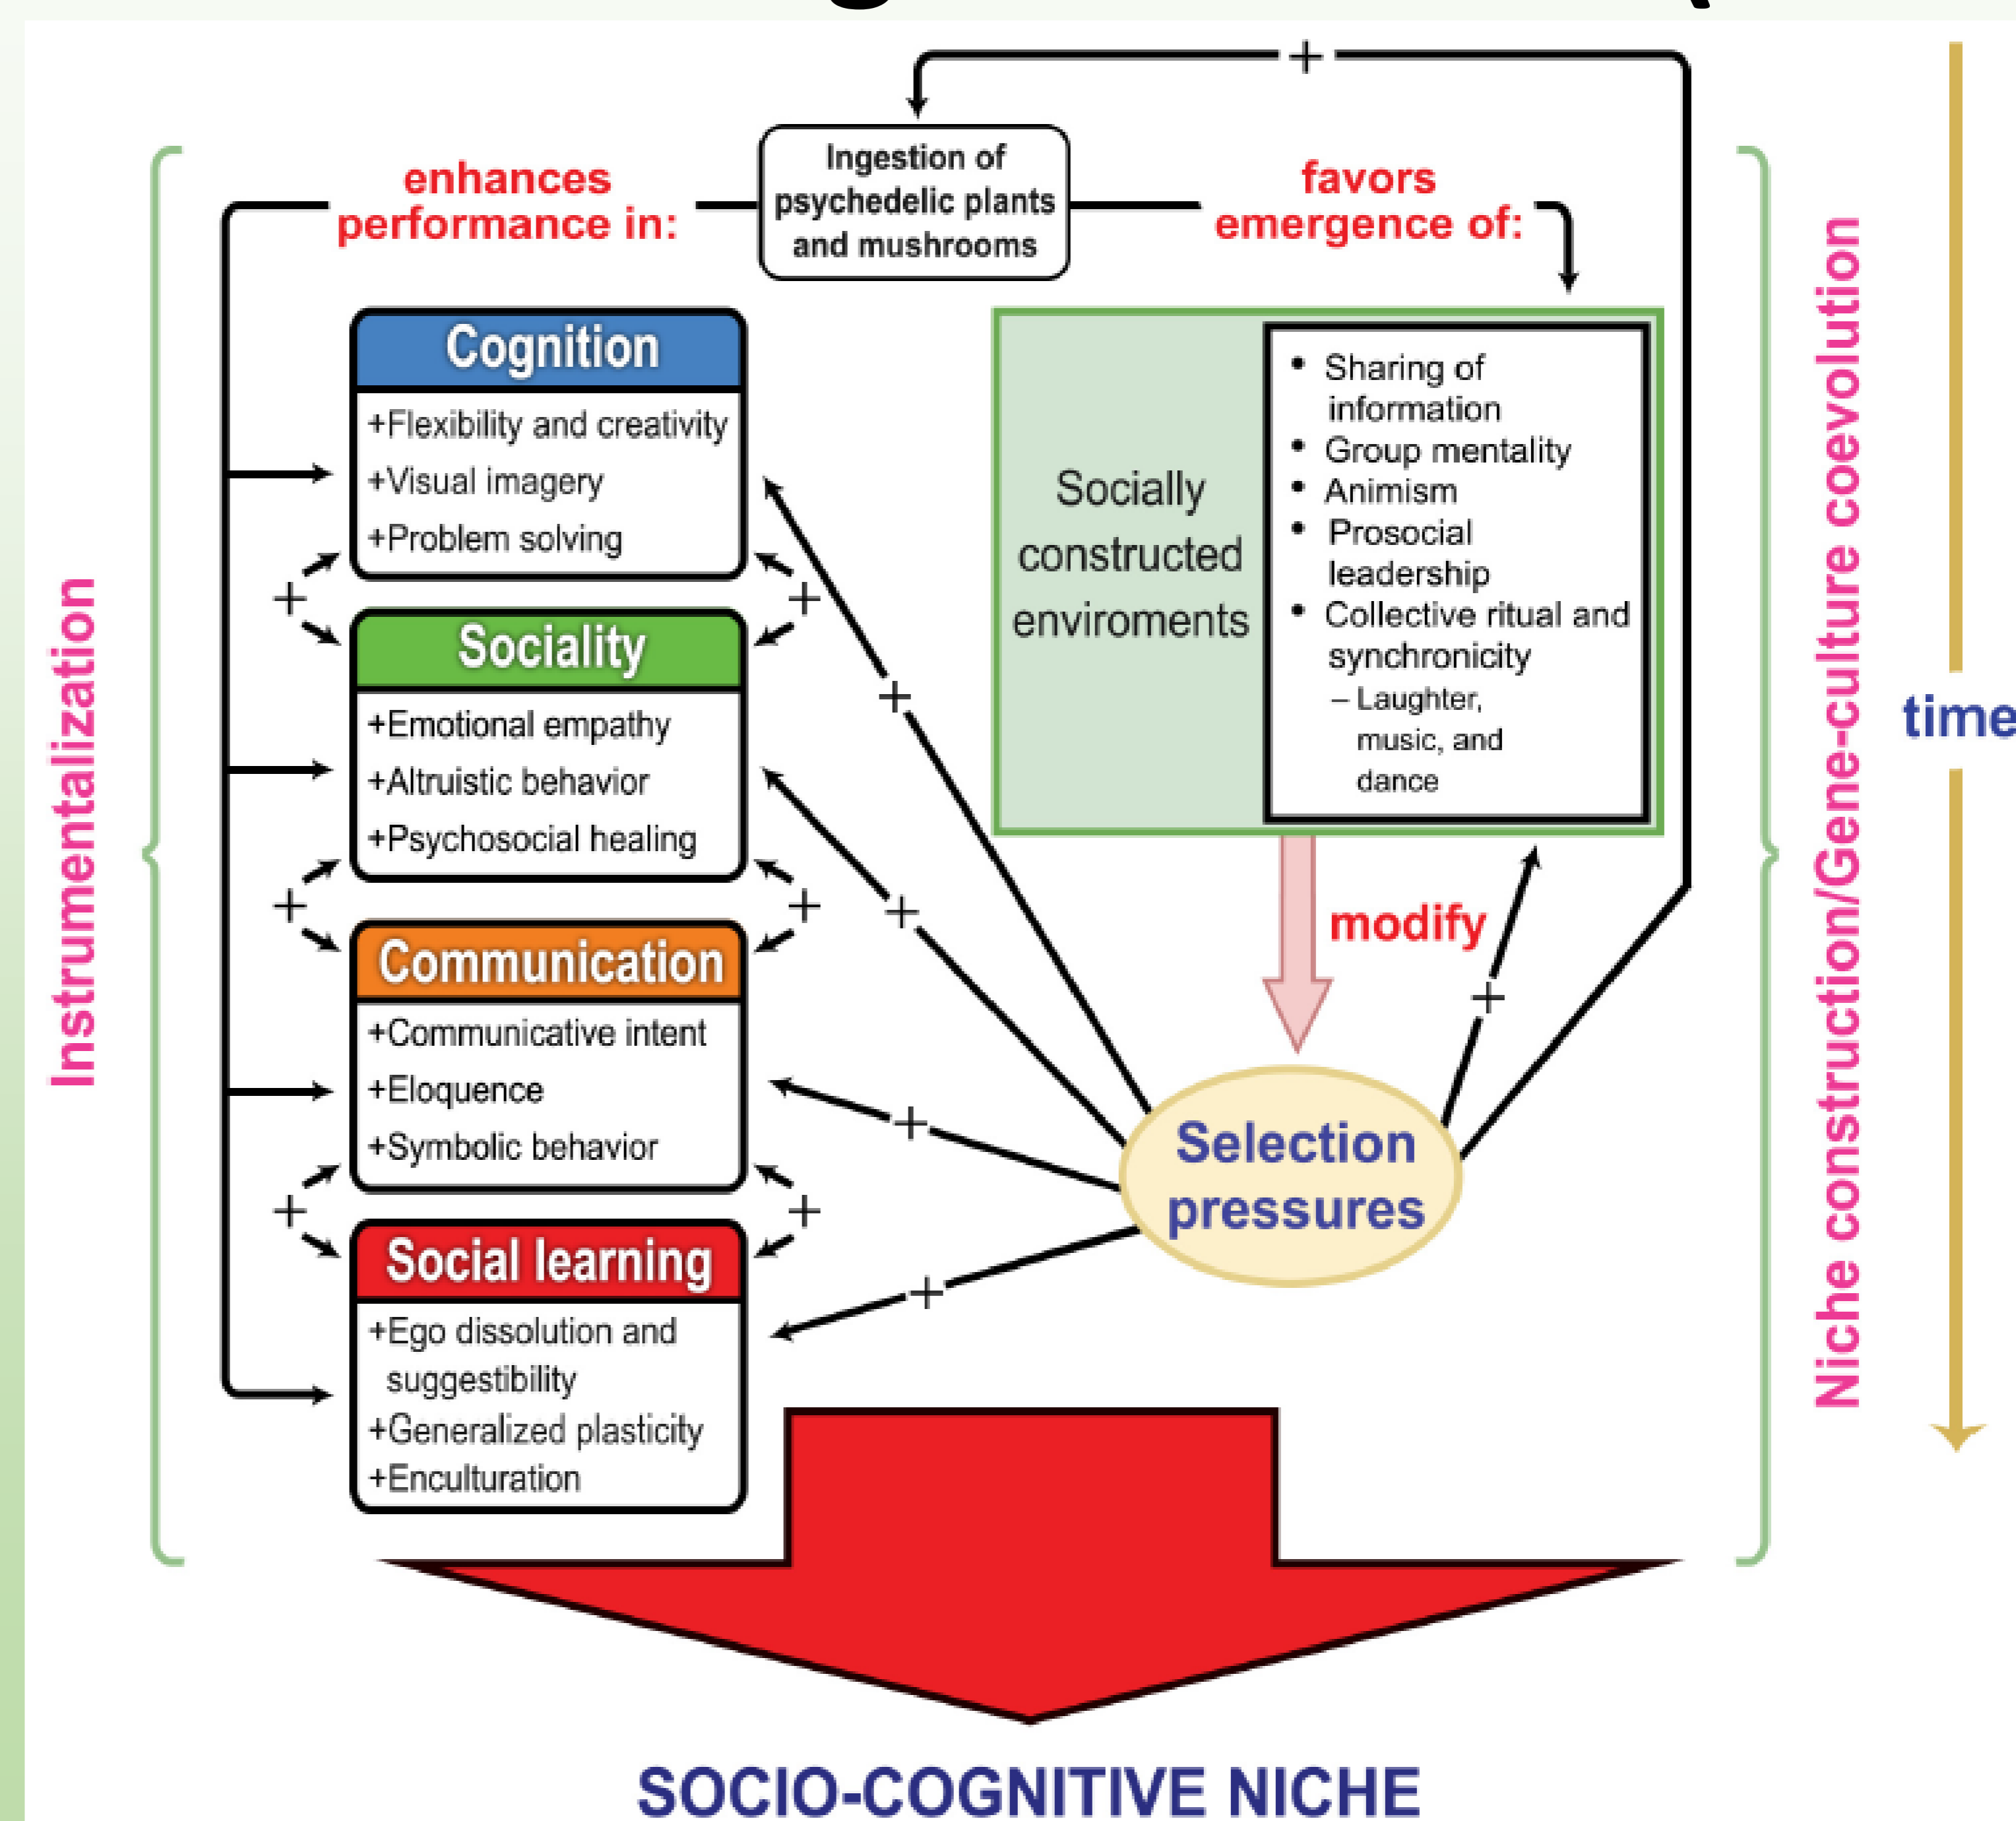 +
Ingestion of
psychedelic plants
and mushrooms
enhances
performance in:
favors
emergence of:
Cognition
+Flexibility and creativity
+Visual imagery
+Problem solving
+
+
Sociality
+Emotional empathy
+Altruistic behavior
+Psychosocial healing
+
+
Communication
+Communicative intent
+Eloquence
+Symbolic behavior
+
+
Social learning
+Ego dissolution and
suggestibility
+Generalized plasticity
+Enculturation
Socially
constructed
enviroments
• Sharing of
information
• Group mentality
• Animism
• Prosocial
leadership
• Collective ritual and
synchronicity
– Laughter,
music, and
dance
modify
+
+
+
+
+
Selection
pressures
Instrumentalization
Niche construction/Gene-culture coevolution
time
SOCIO-COGNITIVE NICHE